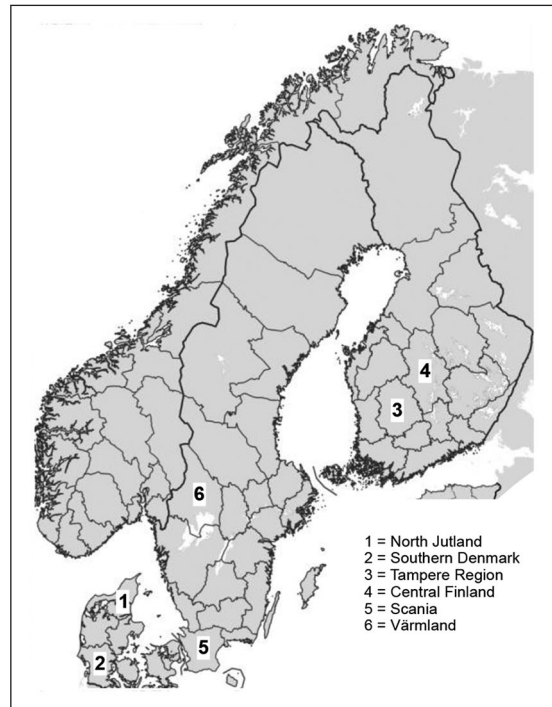 4
3
6
1 = North Jutland
2 = Southern Denmark
3 = Tampere Region
4 = Central Finland
5 = Scania
6 = Värmland
1
5
2